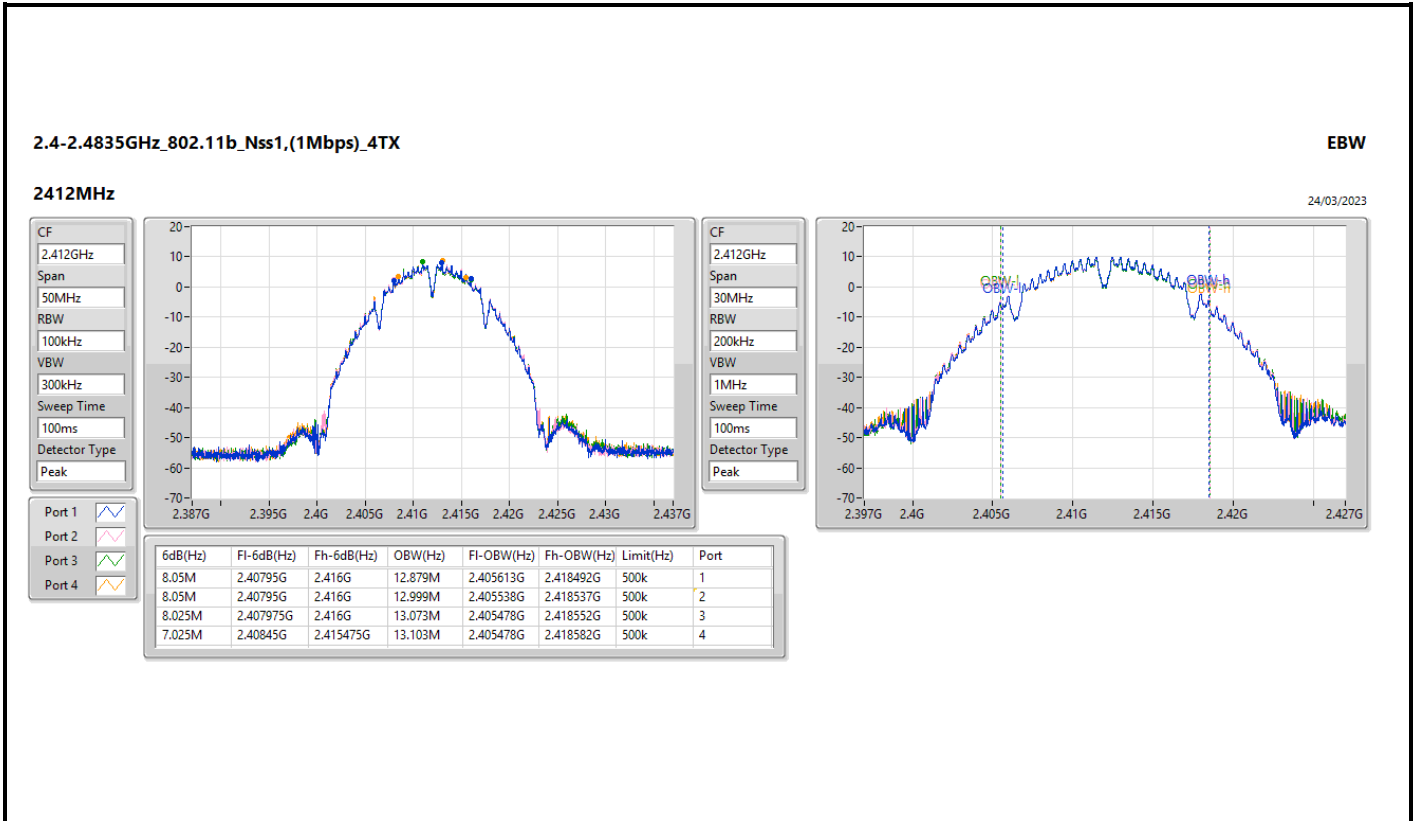 2.4-2.4835GHz_802.11b_Nss1,(1Mbps)_4TX
EBW
2412MHz
24/03/2023
CF
2.412GHz
Span
50MHz
RBW
100kHz
VBW
300kHz
Sweep Time
100ms
Detector Type
Peak
Port 1
Port 2
Port 3
Port 4
20
10
0
-10
-20
-30
-40
-50
-60
-70
2.387G 2.395G 2.4G 2.405G 2.41G 2.415G 2.42G 2.425G 2.43G 2.437G
CF
2.412GHz
Span
30MHz
RBW
200kHz
VBW
1MHz
Sweep Time
100ms
Detector Type
Peak
20
10
0
-10
-20
-30
-40
-50
-60
-70
OBW-l
OBW-h
2.397G 2.4G 2.405G 2.41G 2.415G 2.42G 2.427G
6dB(Hz) Fl-6dB(Hz) Fh-6dB(Hz) OBW(Hz) Fl-OBW(Hz) Fh-OBW(Hz) Limit(Hz) Port
8.05M 2.40795G 2.416G 12.879M 2.405613G 2.418492G 500k 1
8.05M 2.40795G 2.416G 12.999M 2.405538G 2.418537G 500k 2
8.025M 2.407975G 2.416G 13.073M 2.405478G 2.418552G 500k 3
7.025M 2.40845G 2.415475G 13.103M 2.405478G 2.418582G 500k 4